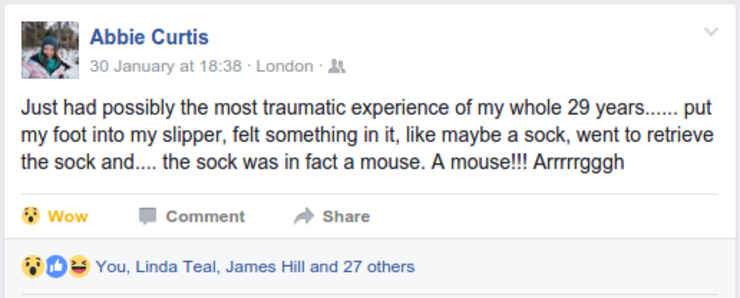 Abbie Curtis
30 January at 18:38 · London ·
Just had possibly the most traumatic experience of my whole 29 years...... put
my foot into my slipper, felt something in it, like maybe a sock, went to retrieve
the sock and.... the sock was in fact a mouse. A mouse!!! Arrrrrgggh
Wow Comment Share
You, Linda Teal, James Hill and 27 others